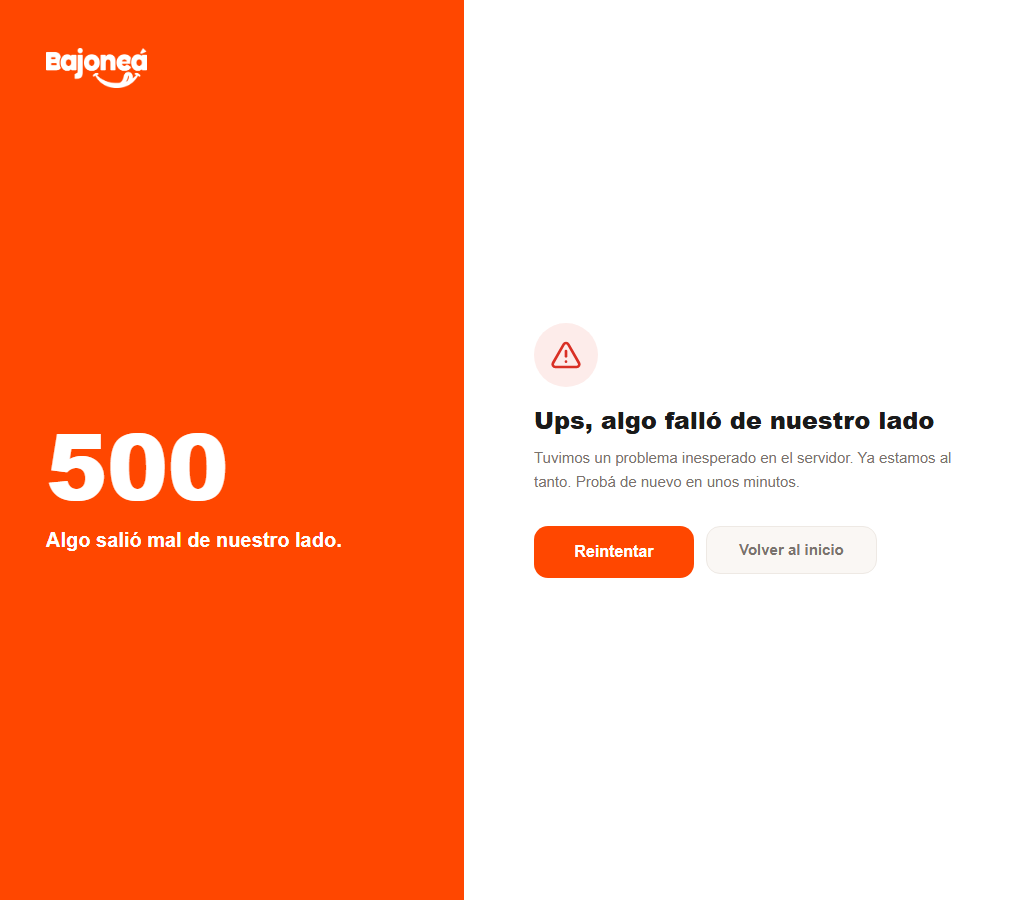 Bajoneá
500
Algo salió mal de nuestro lado.
Ups, algo falló de nuestro lado
Tuvimos un problema inesperado en el servidor. Ya estamos al
tanto. Probá de nuevo en unos minutos.
Reintentar
Volver al inicio